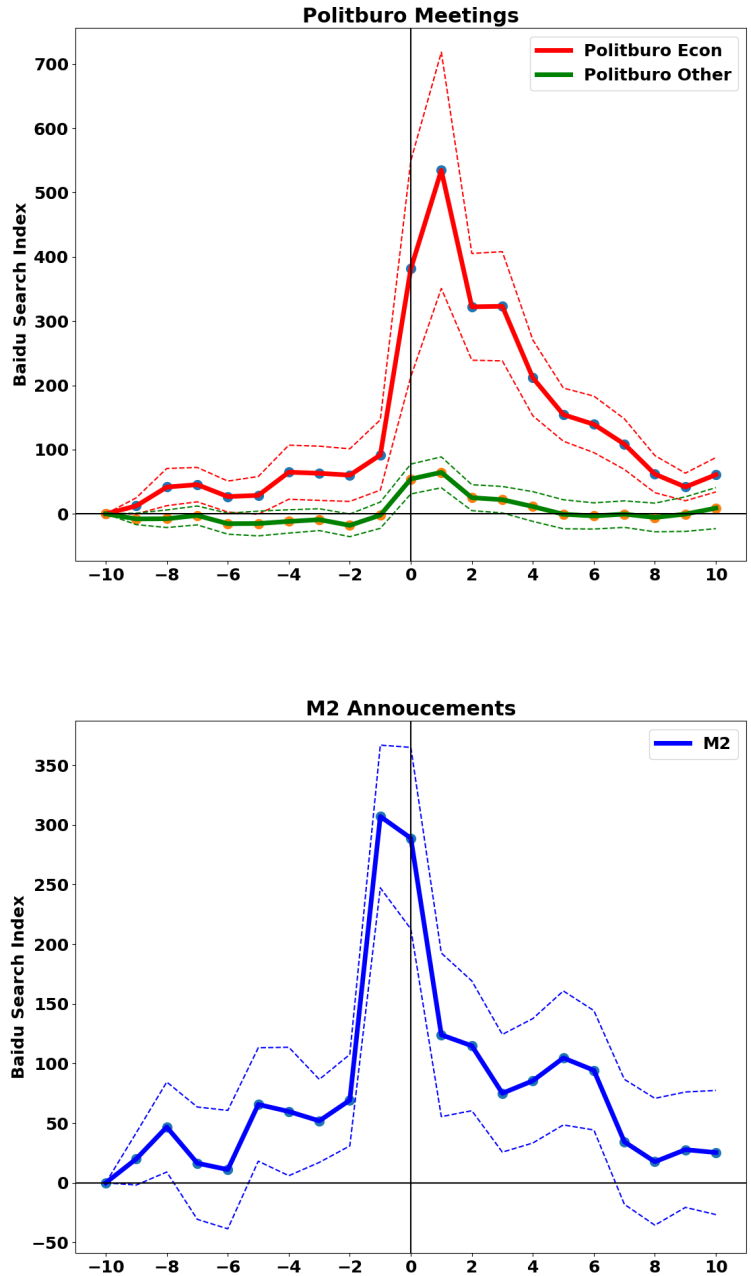 Politburo Meetings
Politburo Econ
Politburo Other
Baidu Search Index
700
600
500
400
300
200
100
0
−10 −8 −6 −4 −2 0 2 4 6 8 10
M2 Annoucements
M2
Baidu Search Index
350
300
250
200
150
100
50
0
−50
−10 −8 −6 −4 −2 0 2 4 6 8 10